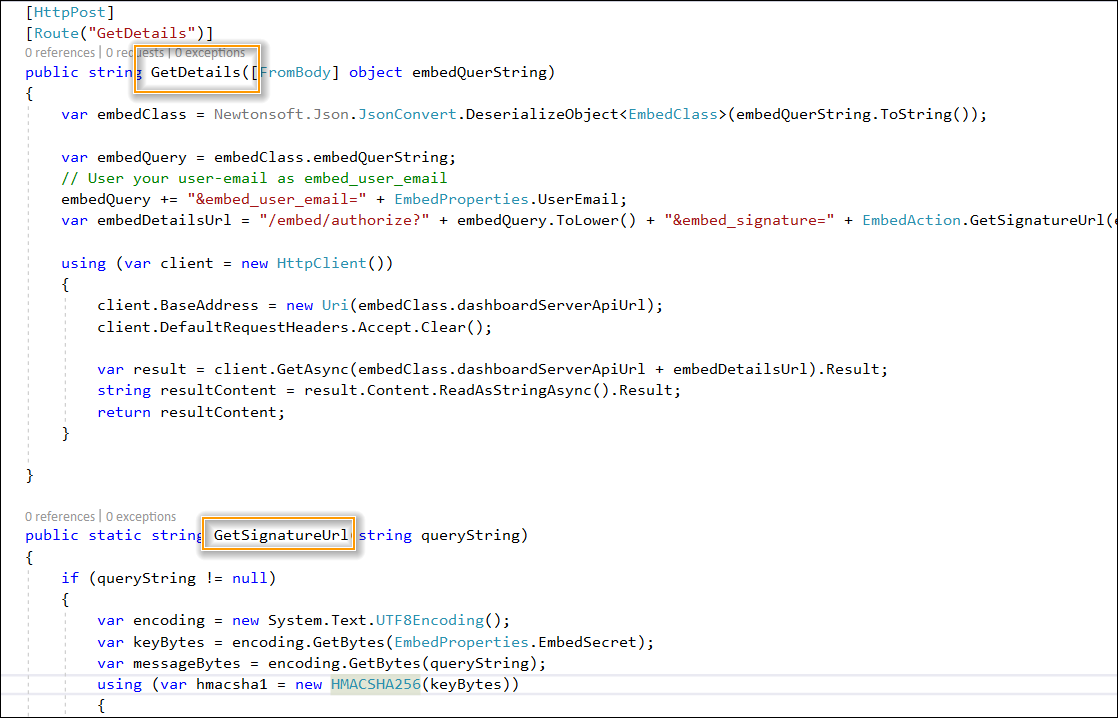 [HttpPost]
[Route("GetDetails")]
0 references | 0 requests | 0 exceptions
public string GetDetails([FromBody] object embedQuerString)
{
var embedClass = Newtonsoft.Json.JsonConvert.DeserializeObject<EmbedClass>(embedQuerString.ToString());
var embedQuery = embedClass.embedQuerString;
// User your user-email as embed_user_email
embedQuery += "&embed_user_email=" + EmbedProperties.UserEmail;
var embedDetailsUrl = "/embed/authorize?" + embedQuery.ToLower() + "&embed_signature=" + EmbedAction.GetSignatureUrl(
using (var client = new HttpClient())
{
client.BaseAddress = new Uri(embedClass.dashboardServerApiUrl);
client.DefaultRequestHeaders.Accept.Clear();
var result = client.GetAsync(embedClass.dashboardServerApiUrl + embedDetailsUrl).Result;
string resultContent = result.Content.ReadAsStringAsync().Result;
return resultContent;
}
}
0 references | 0 exceptions
public static string GetSignatureUrl(string queryString)
{
if (queryString != null)
{
var encoding = new System.Text.UTF8Encoding();
var keyBytes = encoding.GetBytes(EmbedProperties.EmbedSecret);
var messageBytes = encoding.GetBytes(queryString);
using (var hmacsha1 = new HMACSHA256(keyBytes))
{